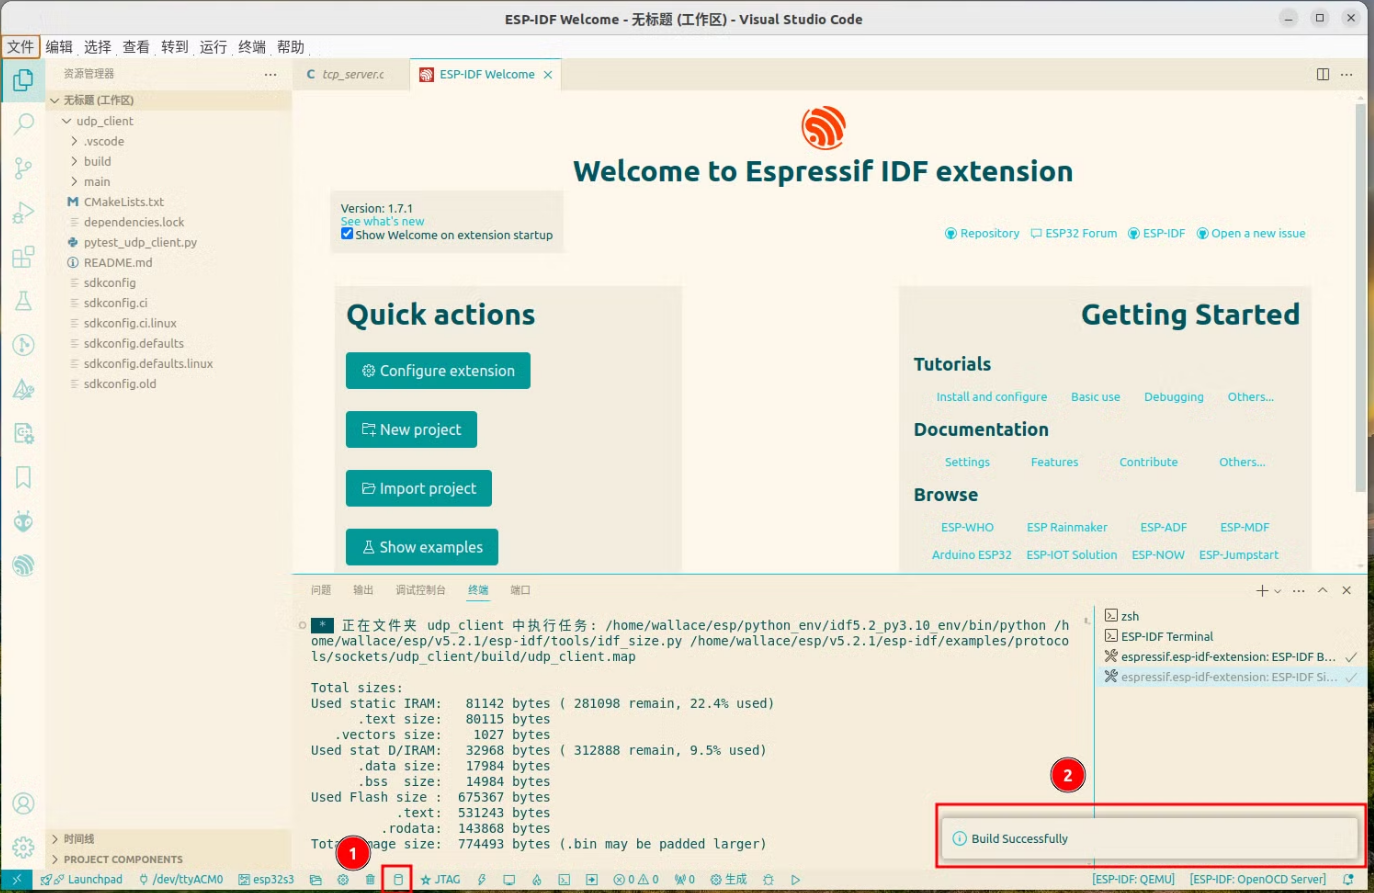 ESP-IDF Welcome - 无标题 (工作区) - Visual Studio Code
文件 编辑 选择 查看 转到 运行 终端 帮助
资源管理器
tcp_server.c
ESP-IDF Welcome
无标题 (工作区)
udp_client
.vscode
build
main
CMakeLists.txt
dependencies.lock
pytest_udp_client.py
README.md
sdkconfig
sdkconfig.ci
sdkconfig.ci.linux
sdkconfig.defaults
sdkconfig.defaults.linux
sdkconfig.old
时间线
PROJECT COMPONENTS
Welcome to Espressif IDF extension
Version: 1.7.1
See what's new
Show Welcome on extension startup
Repository ESP32 Forum ESP-IDF Open a new issue
Quick actions
Configure extension
New project
Import project
Show examples
Getting Started
Tutorials
Install and configure Basic use Debugging Others...
Documentation
Settings Features Contribute Others...
Browse
ESP-WHO ESP Rainmaker ESP-ADF ESP-MDF
Arduino ESP32 ESP-IOT Solution ESP-NOW ESP-Jumpstart
问题 输出 调试控制台 终端 端口
* 正在文件夹 udp_client 中执行任务: /home/wallace/esp/python_env/idf5.2_py3.10_env/bin/python /h
ome/wallace/esp/v5.2.1/esp-idf/tools/idf_size.py /home/wallace/esp/v5.2.1/esp-idf/examples/protoco
ls/sockets/udp_client/build/udp_client.map
Total sizes:
Used static IRAM: 81142 bytes ( 281098 remain, 22.4% used)
.text size: 80115 bytes
.vectors size: 1027 bytes
Used stat D/IRAM: 32968 bytes ( 312888 remain, 9.5% used)
.data size: 17984 bytes
.bss size: 14984 bytes
Used Flash size : 675367 bytes
.text: 531243 bytes
.rodata: 143868 bytes
Tot age size: 774493 bytes (.bin may be padded larger)
zsh
ESP-IDF Terminal
espressif.esp-idf-extension: ESP-IDF B...
espressif.esp-idf-extension: ESP-IDF Si...
2
Build Successfully
1
Launchpad /dev/ttyACM0 esp32s3 JTAG 0 0 0 生成 [ESP-IDF: QEMU] [ESP-IDF: OpenOCD Server]